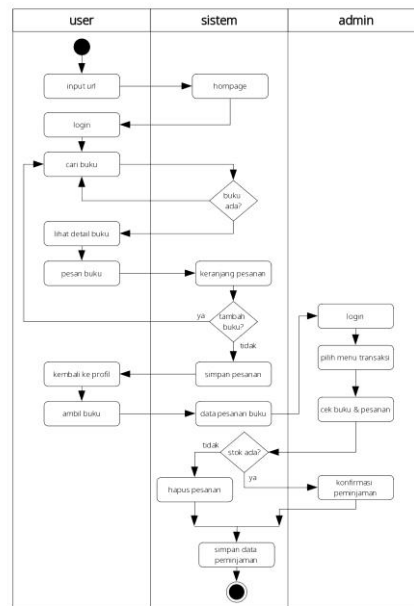 user
sistem
admin
input url
hompage
login
cari buku
buku
ada?
lihat detail buku
pesan buku
keranjang pesanan
ya
tambah
buku?
tidak
login
pilih menu transaksi
kembali ke profil
simpan pesanan
ambil buku
data pesanan buku
cek buku & pesanan
tidak
stok ada?
ya
hapus pesanan
konfirmasi
peminjaman
simpan data
peminjaman